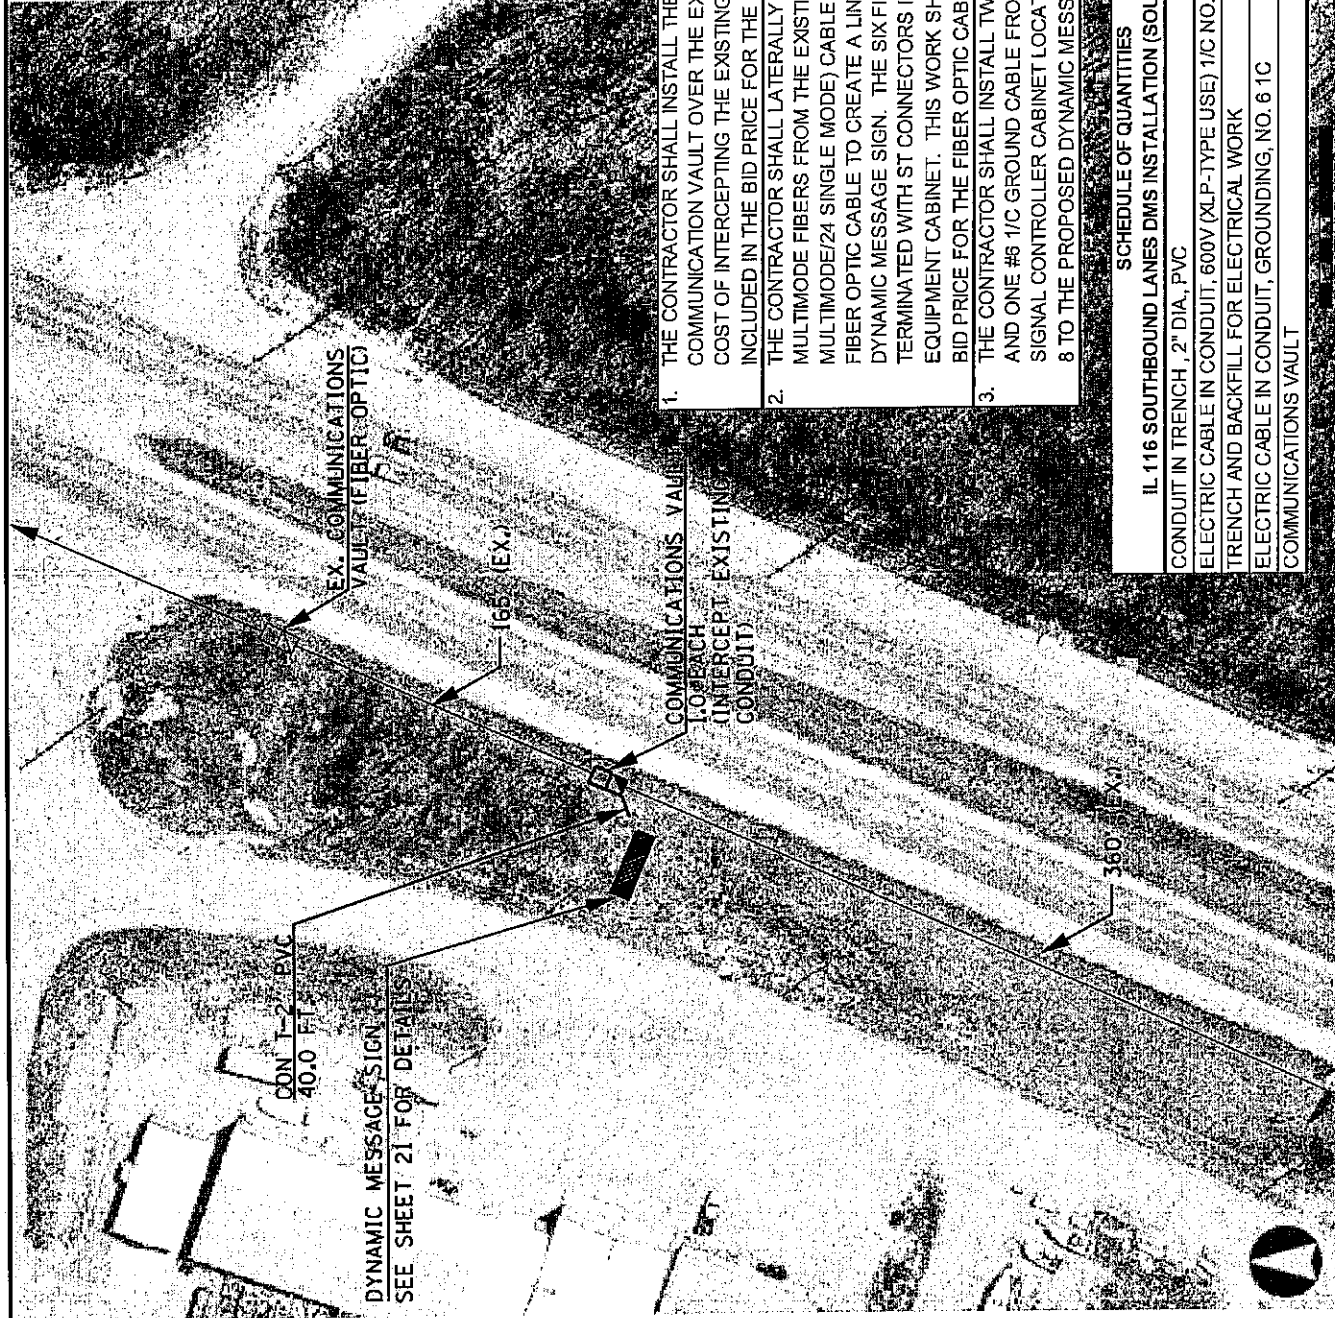 EX. COMMUNICATIONS
VAULT (FIBER OPTIC)
165 (EX.)
COMMUNICATIONS VAULT
1.0 EACH
(INTERCEPT EXISTING
CONDUIT)
360 (EX.)
CON T-2" PVC
40.0 FT.
DYNAMIC MESSAGE SIGN
SEE SHEET 21 FOR DETAILS
1. THE CONTRACTOR SHALL INSTALL THE
COMMUNICATION VAULT OVER THE EX
COST OF INTERCEPTING THE EXISTING
INCLUDED IN THE BID PRICE FOR THE
2. THE CONTRACTOR SHALL LATERALLY
MULTIMODE FIBERS FROM THE EXISTI
MULTIMODE/24 SINGLE MODE) CABLE
FIBER OPTIC CABLE TO CREATE A LIN
DYNAMIC MESSAGE SIGN. THE SIX FI
TERMINATED WITH ST CONNECTORS
EQUIPMENT CABINET. THIS WORK SH
BID PRICE FOR THE FIBER OPTIC CAB
3. THE CONTRACTOR SHALL INSTALL TW
AND ONE #6 1/C GROUND CABLE FRO
SIGNAL CONTROLLER CABINET LOCAT
8 TO THE PROPOSED DYNAMIC MESS
SCHEDULE OF QUANTITIES
IL 116 SOUTHBOUND LANES DMS INSTALLATION (SOU
CONDUIT IN TRENCH , 2" DIA., PVC
ELECTRIC CABLE IN CONDUIT, 600V (XLP-TYPE USE) 1/C NO.
TRENCH AND BACKFILL FOR ELECTRICAL WORK
ELECTRIC CABLE IN CONDUIT, GROUNDING, NO. 6 1C
COMMUNICATIONS VAULT